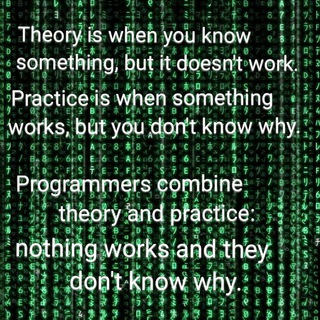 Theory is when you know
something, but it doesn't work.
Practice is when something
works, but you don't know why.
Programmers combine
theory and practice:
nothing works and they
don't know why.